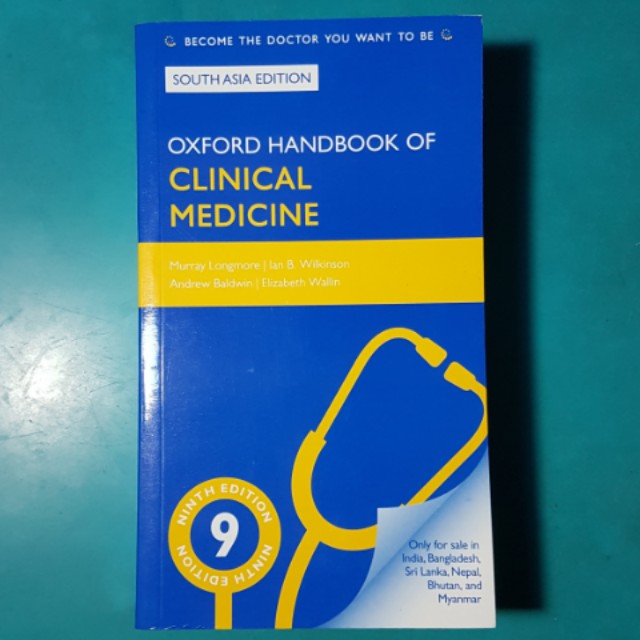 BECOME THE DOCTOR YOU WANT TO BE
SOUTH ASIA EDITION
OXFORD HANDBOOK OF
CLINICAL
MEDICINE
Murray Longmore | Ian B. Wilkinson
Andrew Baldwin | Elizabeth Wallin
NINTH EDITION
9
NINTH EDITION
Only for sale in
India, Bangladesh,
Sri Lanka, Nepal,
Bhutan, and
Myanmar